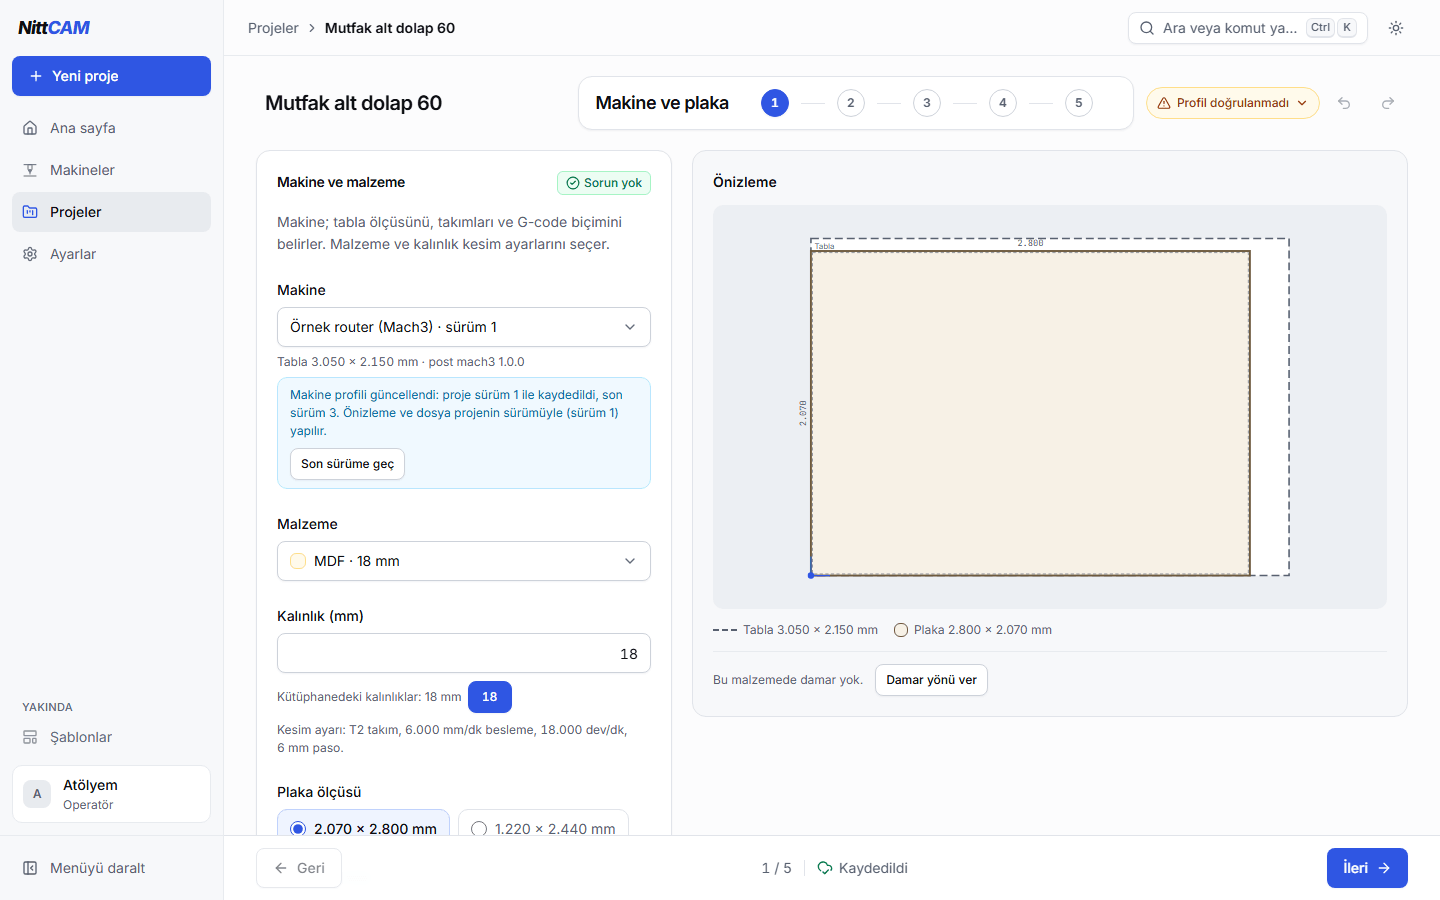 NittCAM
Yeni proje
Ana sayfa
Makineler
Projeler
Ayarlar
YAKINDA
Şablonlar
A
Atölyem
Operatör
Menüyü daralt
Projeler > Mutfak alt dolap 60
Ara veya komut ya... Ctrl K
Mutfak alt dolap 60
Makine ve plaka 1 2 3 4 5
Profil doğrulanmadı
Makine ve malzeme
Sorun yok
Makine; tabla ölçüsünü, takımları ve G-code biçimini
belirler. Malzeme ve kalınlık kesim ayarlarını seçer.
Makine
Örnek router (Mach3) · sürüm 1
Tabla 3.050 × 2.150 mm · post mach3 1.0.0
Makine profili güncellendi: proje sürüm 1 ile kaydedildi, son
sürüm 3. Önizleme ve dosya projenin sürümüyle (sürüm 1)
yapılır.
Son sürüme geç
Malzeme
MDF · 18 mm
Kalınlık (mm)
18
Kütüphanedeki kalınlıklar: 18 mm 18
Kesim ayarı: T2 takım, 6.000 mm/dk besleme, 18.000 dev/dk,
6 mm paso.
Plaka ölçüsü
2.070 × 2.800 mm
1.220 × 2.440 mm
Önizleme
Tabla
2.800
2.070
Tabla 3.050 × 2.150 mm
Plaka 2.800 × 2.070 mm
Bu malzemede damar yok.
Damar yönü ver
Geri
1 / 5
Kaydedildi
İleri